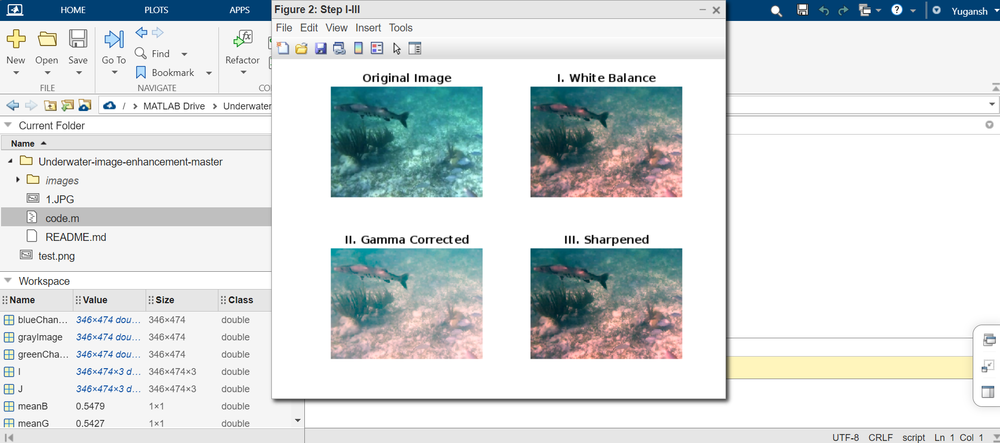 HOME PLOTS APPS
Figure 2: Step I-III
Yugansh
File Edit View Insert Tools
New Open Save Go To Find Bookmark Refactor
FILE NAVIGATE CO
/ > MATLAB Drive > Underwater
Current Folder
Name
Underwater-image-enhancement-master
images
1.JPG
code.m
README.md
test.png
Workspace
Name Value Size Class
blueChan... 346×474 dou... 346×474 double
grayImage 346×474 dou... 346×474 double
greenCha... 346×474 dou... 346×474 double
I 346×474×3 d... 346×474×3 double
J 346×474×3 d... 346×474×3 double
meanB 0.5479 1×1 double
meanG 0.5427 1×1 double
Original Image
I. White Balance
II. Gamma Corrected
III. Sharpened
UTF-8 CRLF script Ln 1 Col 1